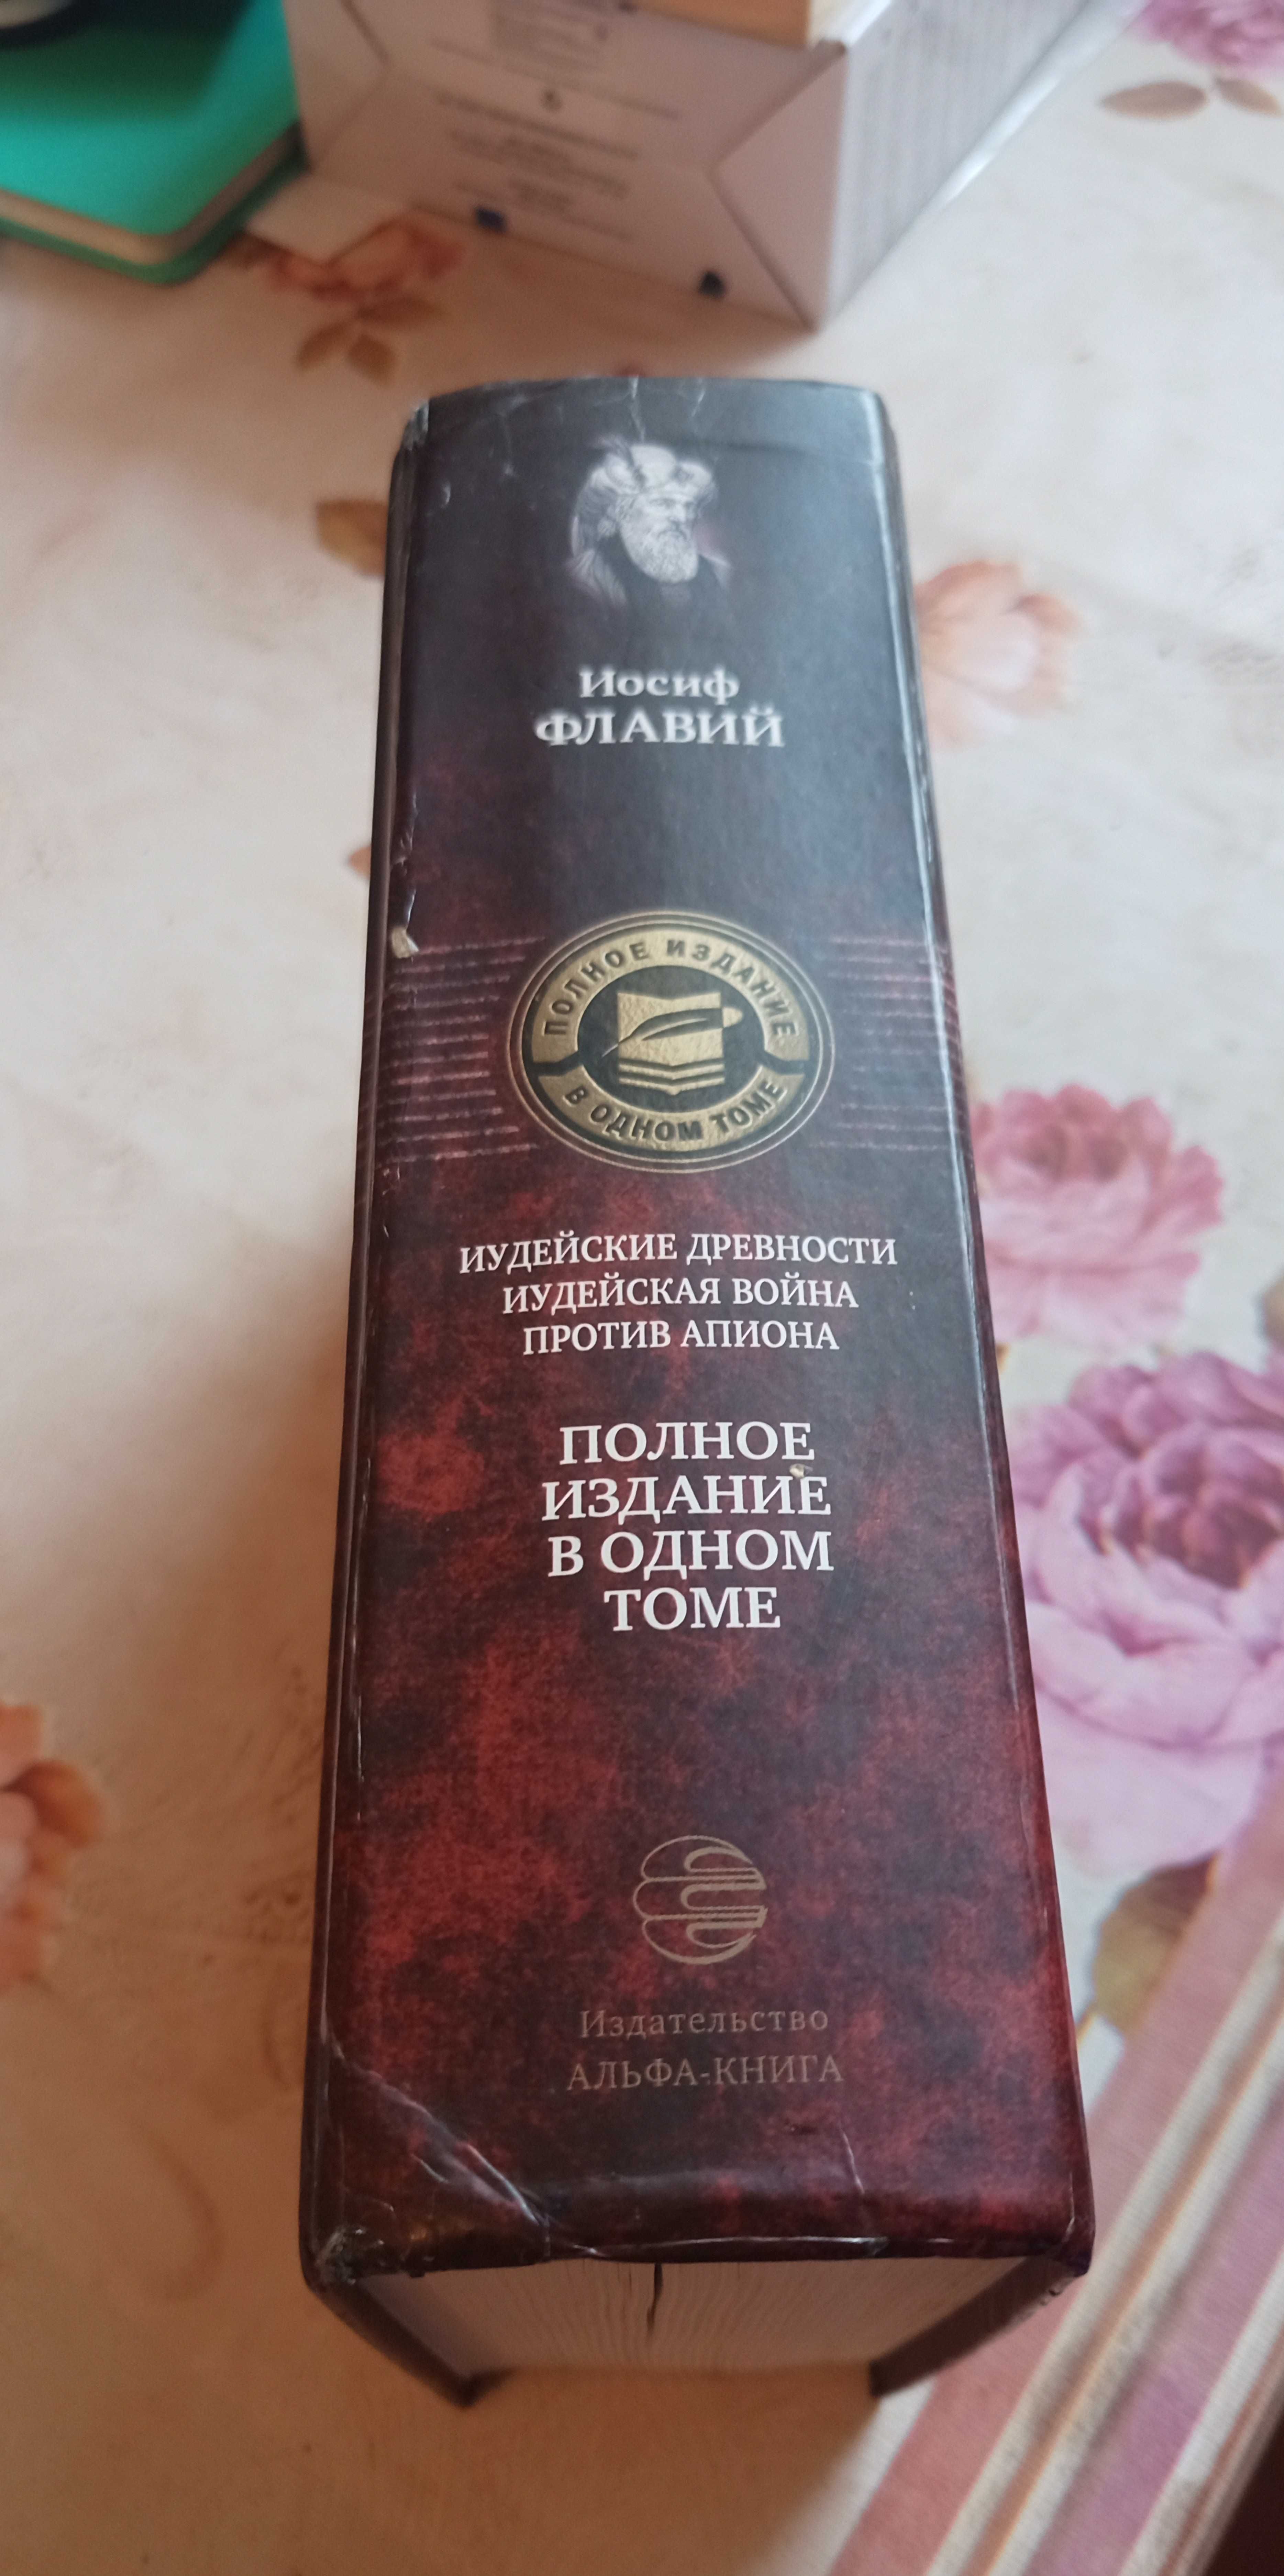 Иосиф
ФЛАВИЙ
ПОЛНОЕ ИЗДАНИЕ
В ОДНОМ ТОМЕ
ИУДЕЙСКИЕ ДРЕВНОСТИ
ИУДЕЙСКАЯ ВОЙНА
ПРОТИВ АПИОНА
ПОЛНОЕ
ИЗДАНИЕ
В ОДНОМ
ТОМЕ
Издательство
АЛЬФА-КНИГА